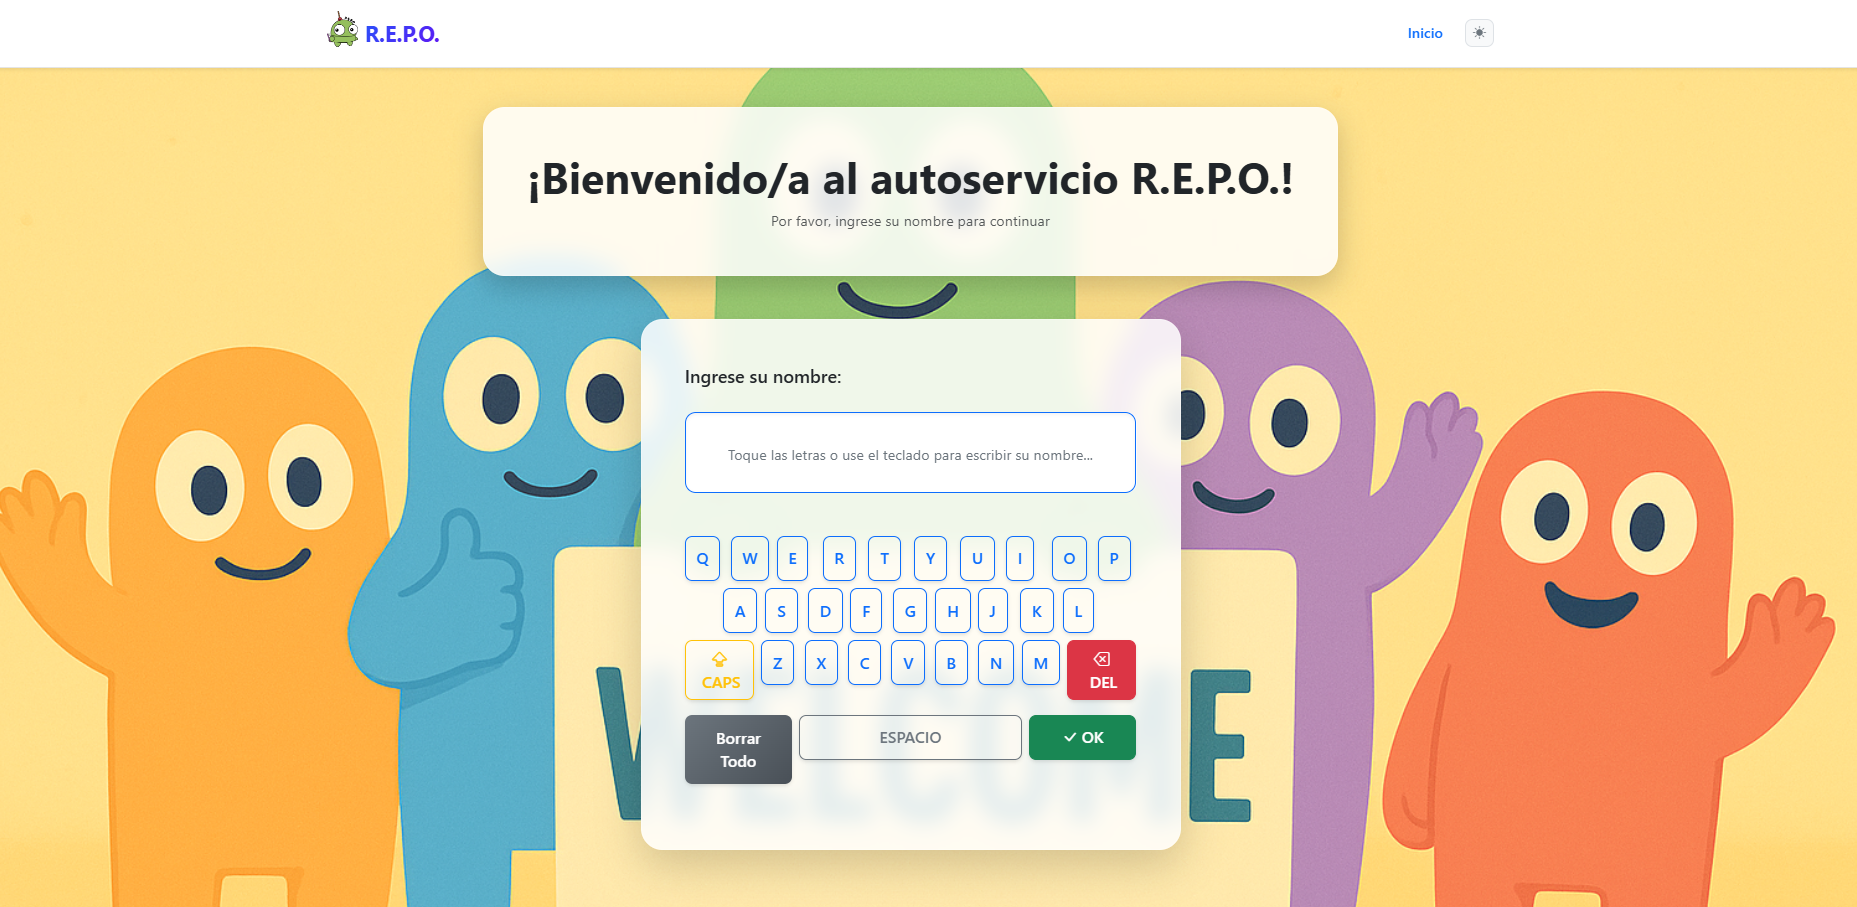 R.E.P.O.
Inicio
¡Bienvenido/a al autoservicio R.E.P.O.!
Por favor, ingrese su nombre para continuar
Ingrese su nombre:
Toque las letras o use el teclado para escribir su nombre...
Q W E R T Y U I O P
A S D F G H J K L
CAPS Z X C V B N M DEL
Borrar Todo ESPACIO OK
WELCOME